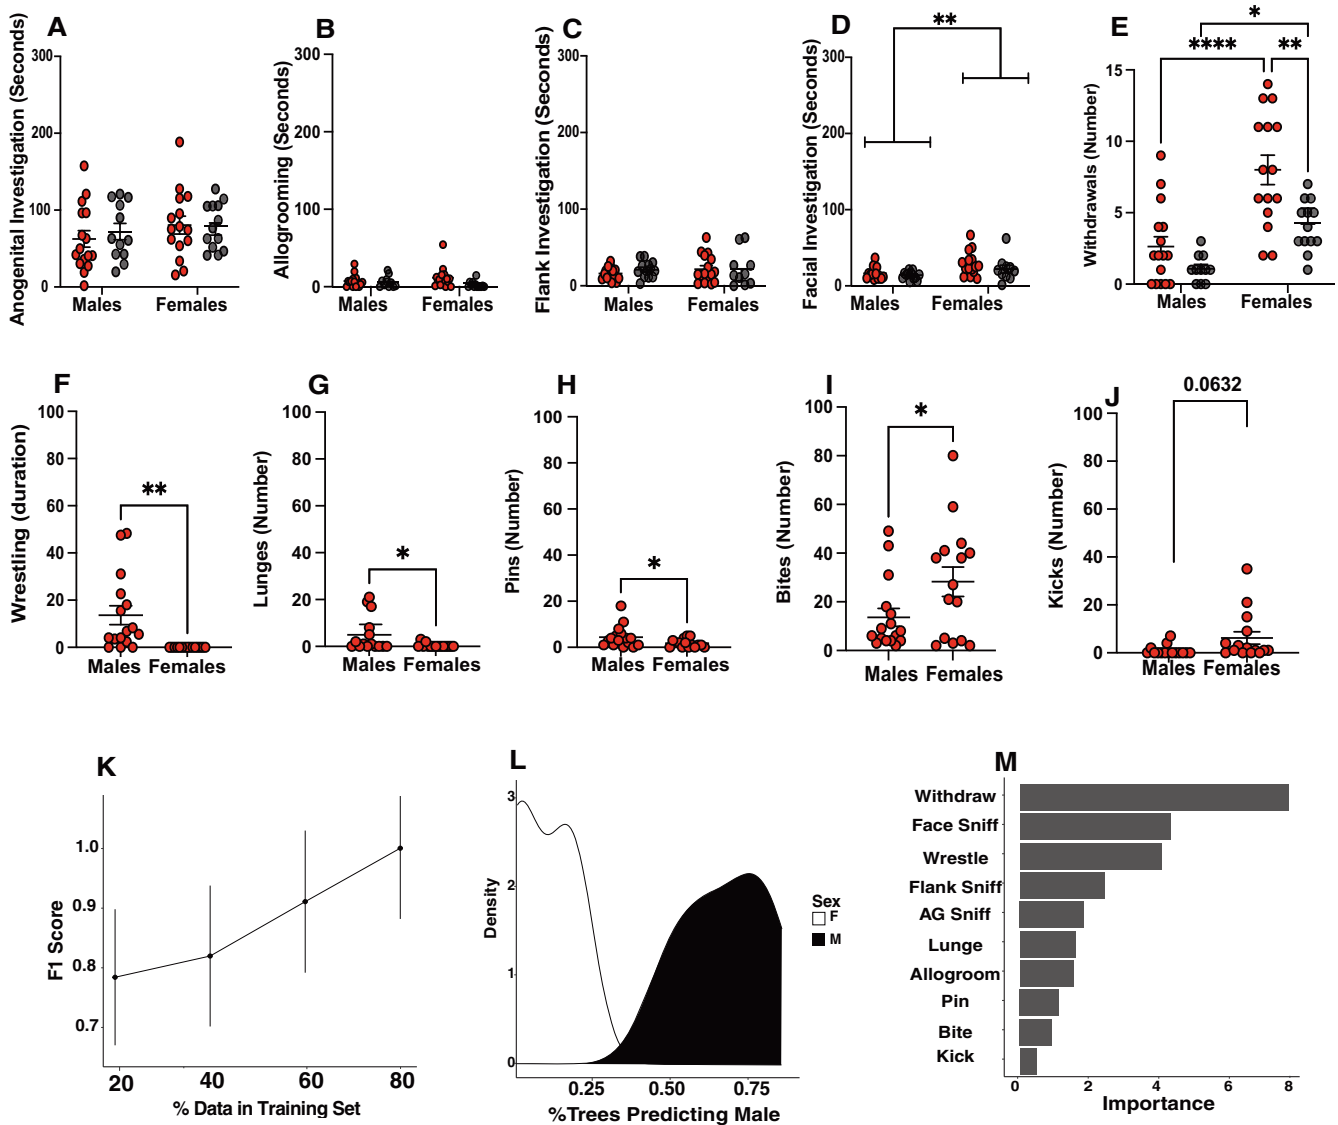 A
Anogenital Investigation (Seconds)
300
200
100
0
Males Females
B
Allogrooming (Seconds)
300
200
100
0
Males Females
C
Flank Investigation (Seconds)
300
200
100
0
Males Females
D
**
Facial Investigation (Seconds)
300
200
100
0
Males Females
E
*
**** **
Withdrawals (Number)
15
10
5
0
Males Females
F
Wrestling (duration)
100
80
60
40
20
0
**
Males Females
G
Lunges (Number)
100
80
60
40
20
0
*
Males Females
H
Pins (Number)
100
80
60
40
20
0
*
Males Females
I
Bites (Number)
100
80
60
40
20
0
*
Males Females
J
0.0632
Kicks (Number)
100
80
60
40
20
0
Males Females
K
F1 Score
1.0
0.9
0.8
0.7
20 40 60 80
% Data in Training Set
L
Density
3
2
1
0
0.25 0.50 0.75
%Trees Predicting Male
Sex
F
M
M
Withdraw
Face Sniff
Wrestle
Flank Sniff
AG Sniff
Lunge
Allogroom
Pin
Bite
Kick
0 2 4 6 8
Importance